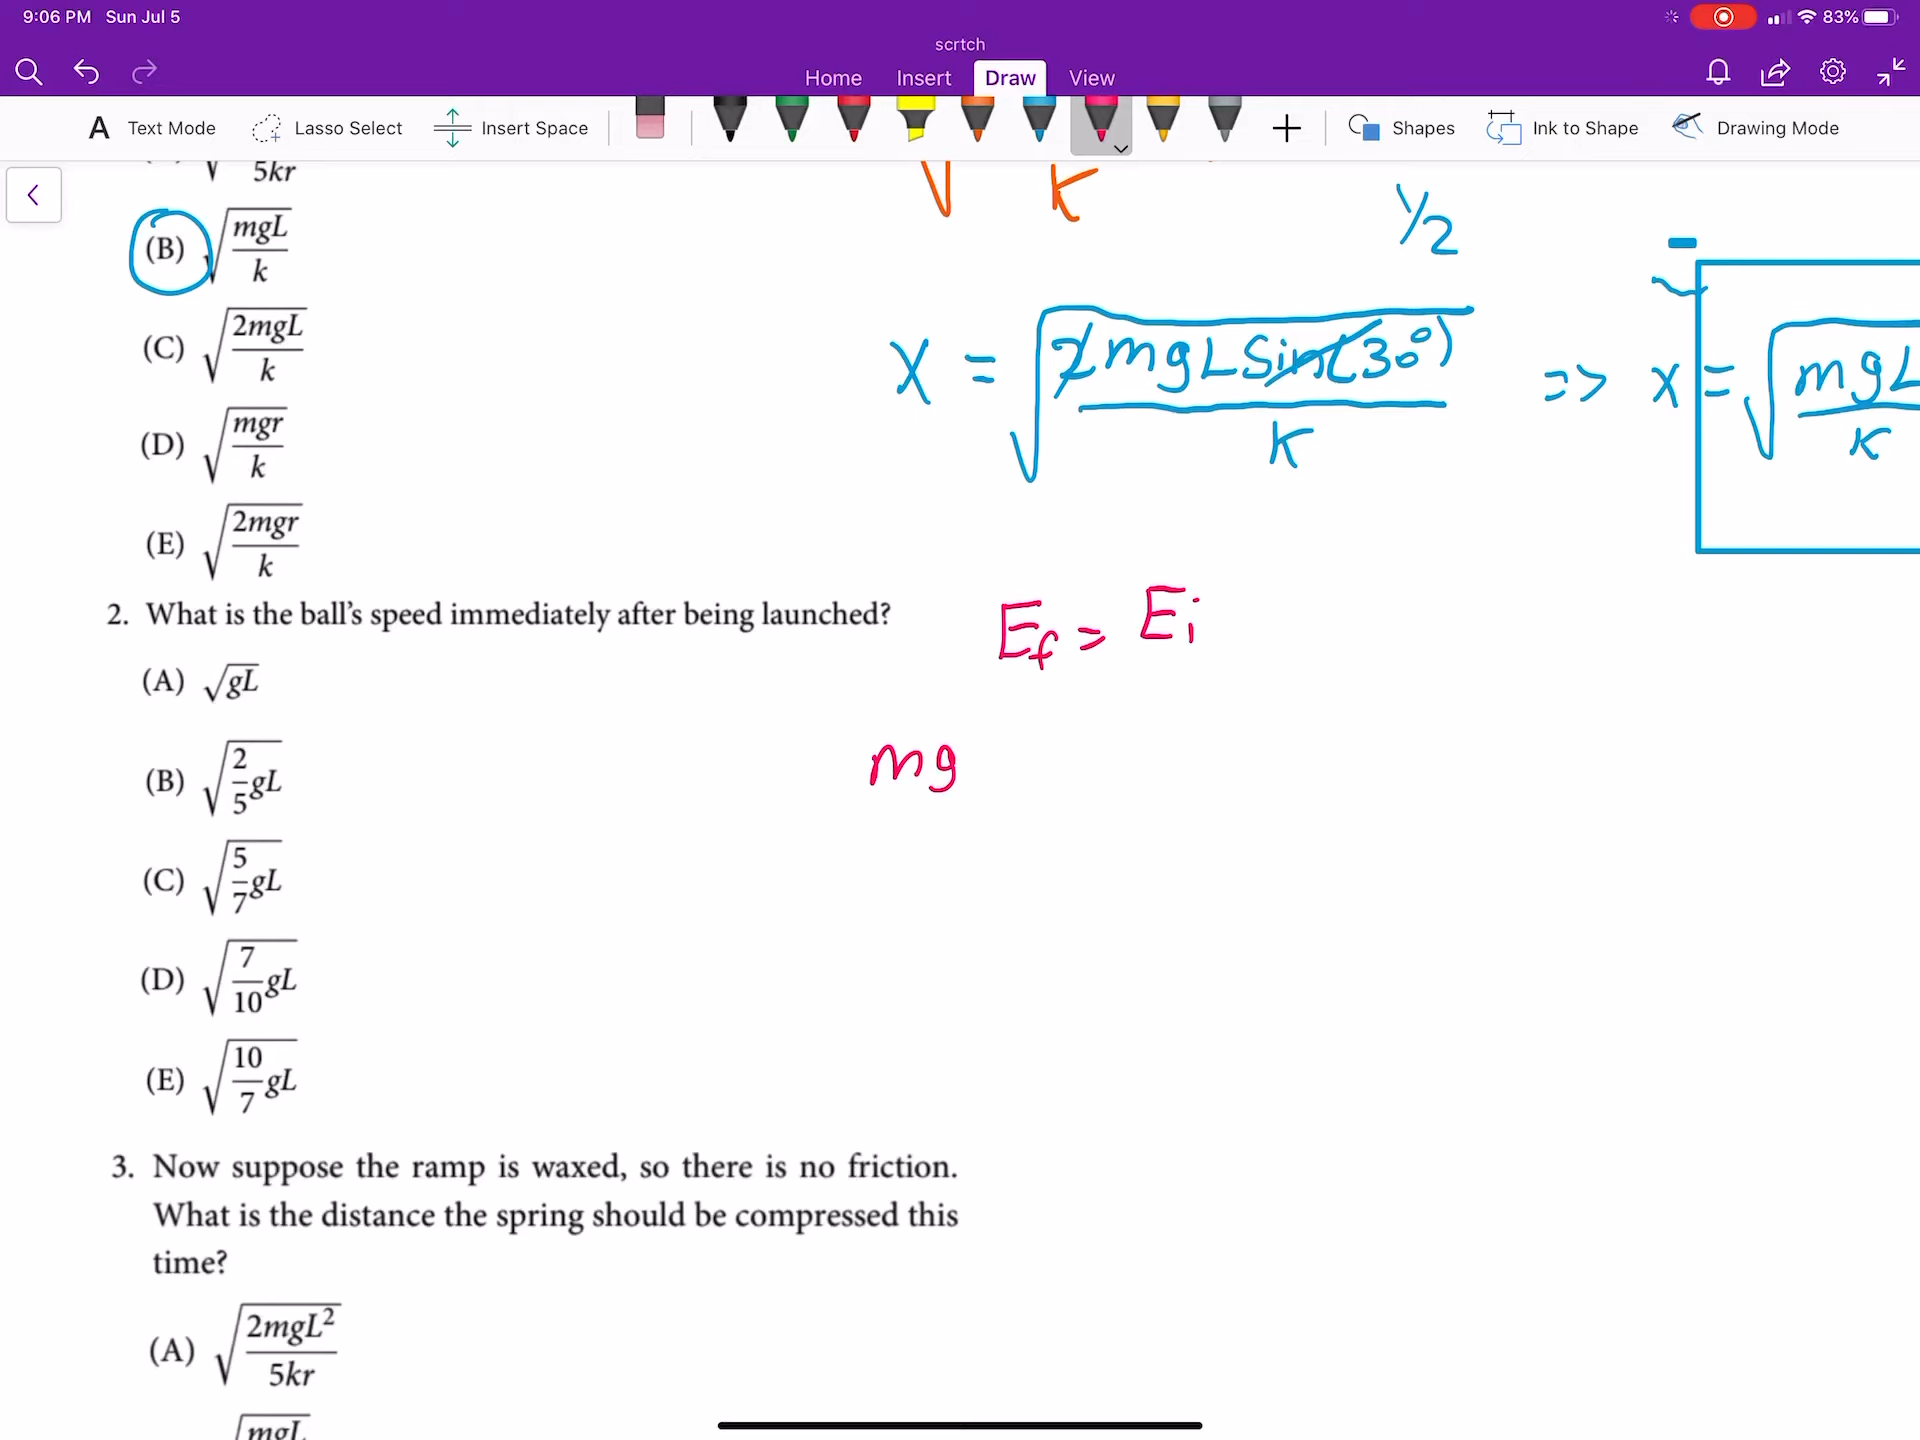 9:06 PM Sun Jul 5
83%
scrtch
Home Insert Draw View
A Text Mode Lasso Select Insert Space Shapes Ink to Shape Drawing Mode
√ 5kr
K
(B) √(mgL/k)
1/2
(C) √(2mgL/k)
X = √(2mgLSin(30°)/K) => X = √(mgL/K)
(D) √(mgr/k)
(E) √(2mgr/k)
2. What is the ball's speed immediately after being launched?
Ef = Ei
(A) √gL
mg
(B) √(2/5 gL)
(C) √(5/7 gL)
(D) √(7/10 gL)
(E) √(10/7 gL)
3. Now suppose the ramp is waxed, so there is no friction.
What is the distance the spring should be compressed this
time?
(A) √(2mgL²/5kr)
√mgL